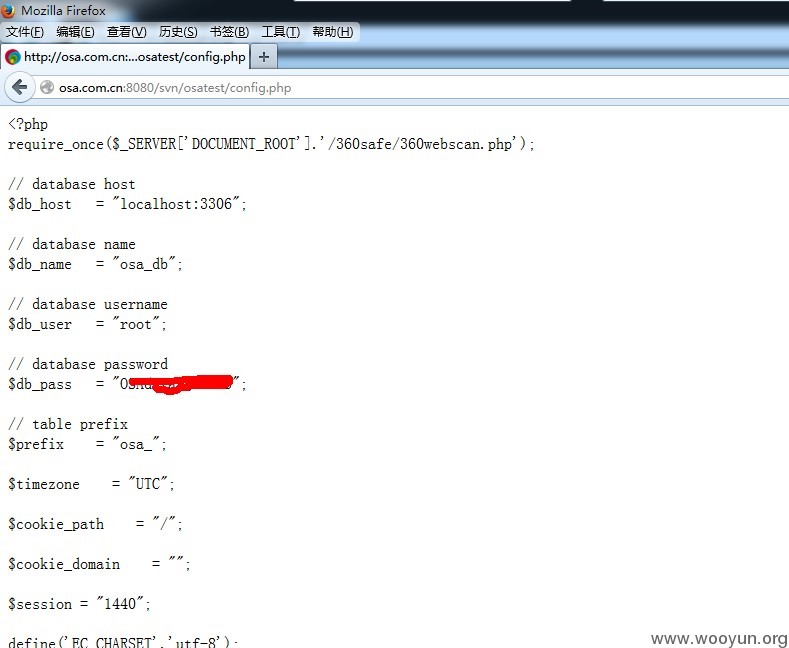 Mozilla Firefox
文件(F) 编辑(E) 查看(V) 历史(S) 书签(B) 工具(T) 帮助(H)
http://osa.com.cn:...osatest/config.php +
osa.com.cn:8080/svn/osatest/config.php
<?php
require_once($_SERVER['DOCUMENT_ROOT'].'/360safe/360webscan.php');
// database host
$db_host = "localhost:3306";
// database name
$db_name = "osa_db";
// database username
$db_user = "root";
// database password
$db_pass = "";
// table prefix
$prefix = "osa_";
$timezone = "UTC";
$cookie_path = "/";
$cookie_domain = "";
$session = "1440";
define('EC_CHARSET','utf-8');
www.wooyun.org